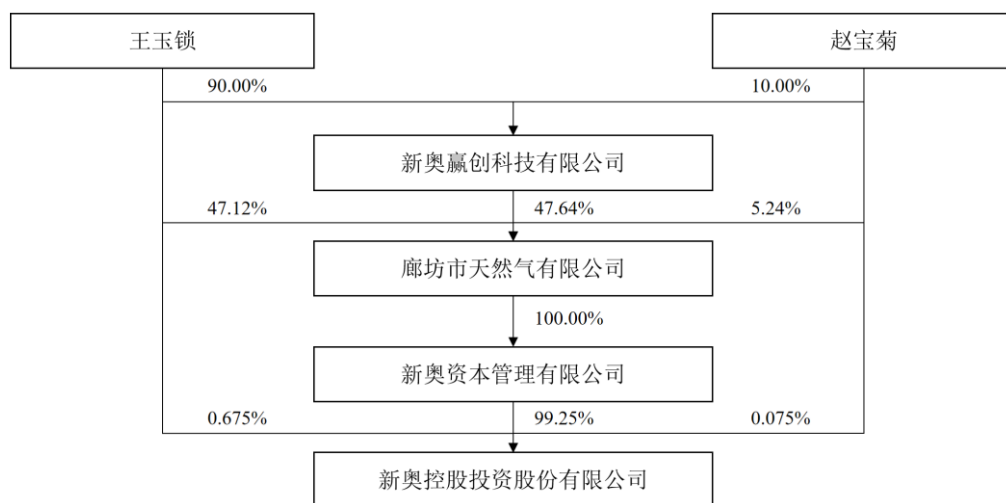 王玉锁
赵宝菊
90.00%
10.00%
新奥赢创科技有限公司
47.12%
47.64%
5.24%
廊坊市天然气有限公司
100.00%
新奥资本管理有限公司
0.675%
99.25%
0.075%
新奥控股投资股份有限公司